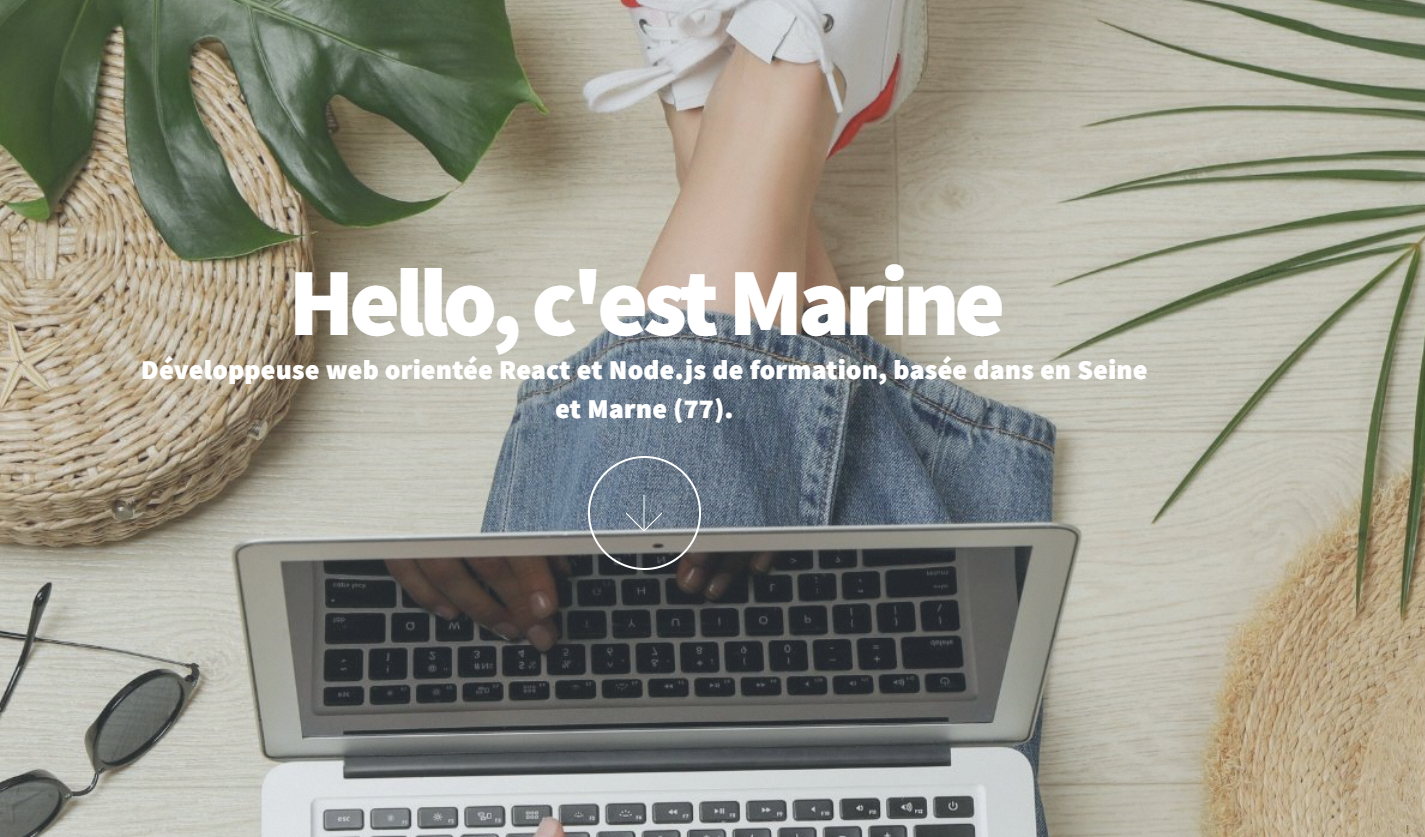 Hello, c'est Marine
Développeuse web orientée React et Node.js de formation, basée dans en Seine
et Marne (77).
esc